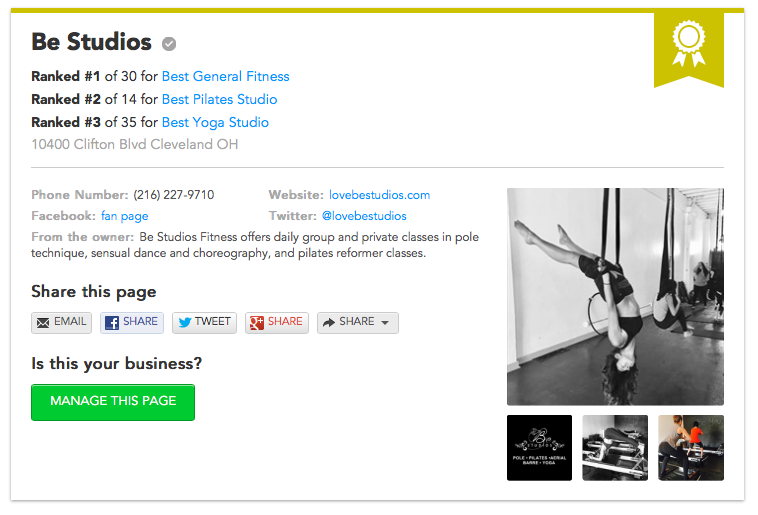 Be Studios
Ranked #1 of 30 for Best General Fitness
Ranked #2 of 14 for Best Pilates Studio
Ranked #3 of 35 for Best Yoga Studio
10400 Clifton Blvd Cleveland OH
Phone Number: (216) 227-9710
Website: lovebestudios.com
Facebook: fan page
Twitter: @lovebestudios
From the owner: Be Studios Fitness offers daily group and private classes in pole
technique, sensual dance and choreography, and pilates reformer classes.
Share this page
EMAIL
SHARE
TWEET
SHARE
SHARE
Is this your business?
MANAGE THIS PAGE
Be
STUDIOS
POLE • PILATES •AERIAL
BARRE • YOGA